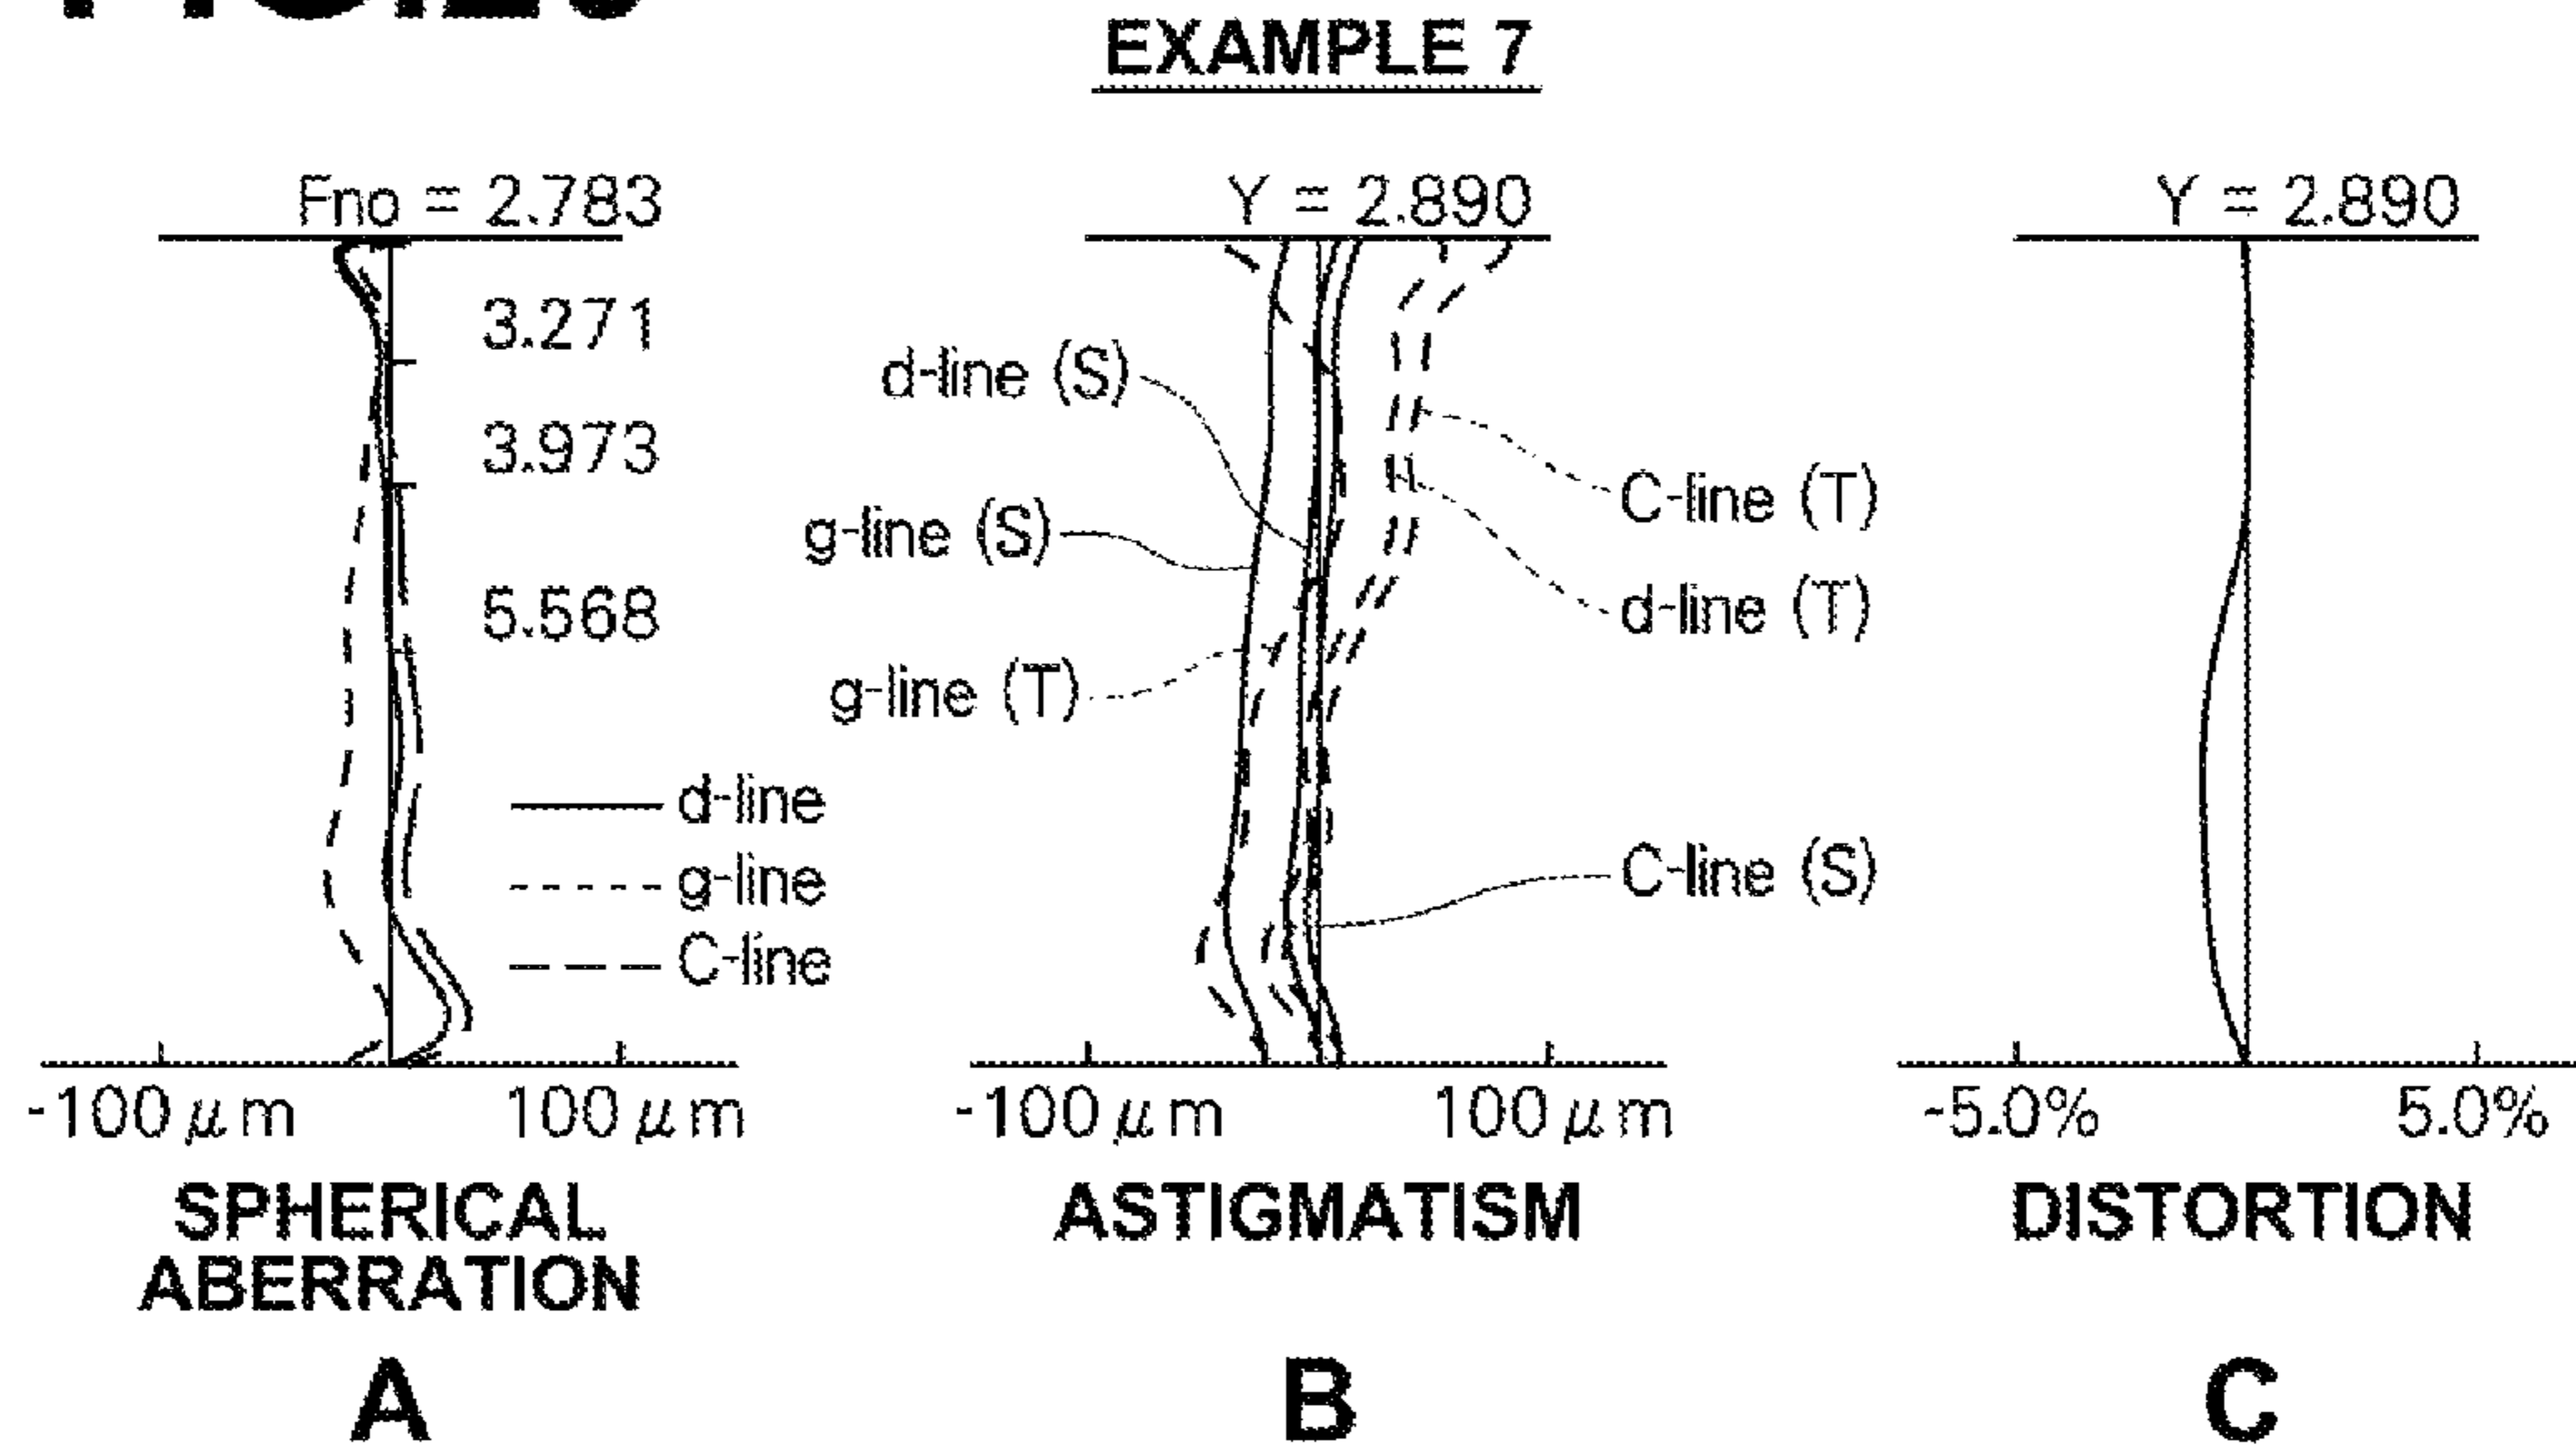 EXAMPLE 7
Fno = 2.783
3.271
3.973
5.568
d-line
g-line
C-line
-100 μm 100 μm
SPHERICAL
ABERRATION
A
Y = 2.890
d-line (S)
g-line (S)
g-line (T)
C-line (T)
d-line (T)
C-line (S)
-100 μm 100 μm
ASTIGMATISM
B
Y = 2.890
-5.0% 5.0%
DISTORTION
C